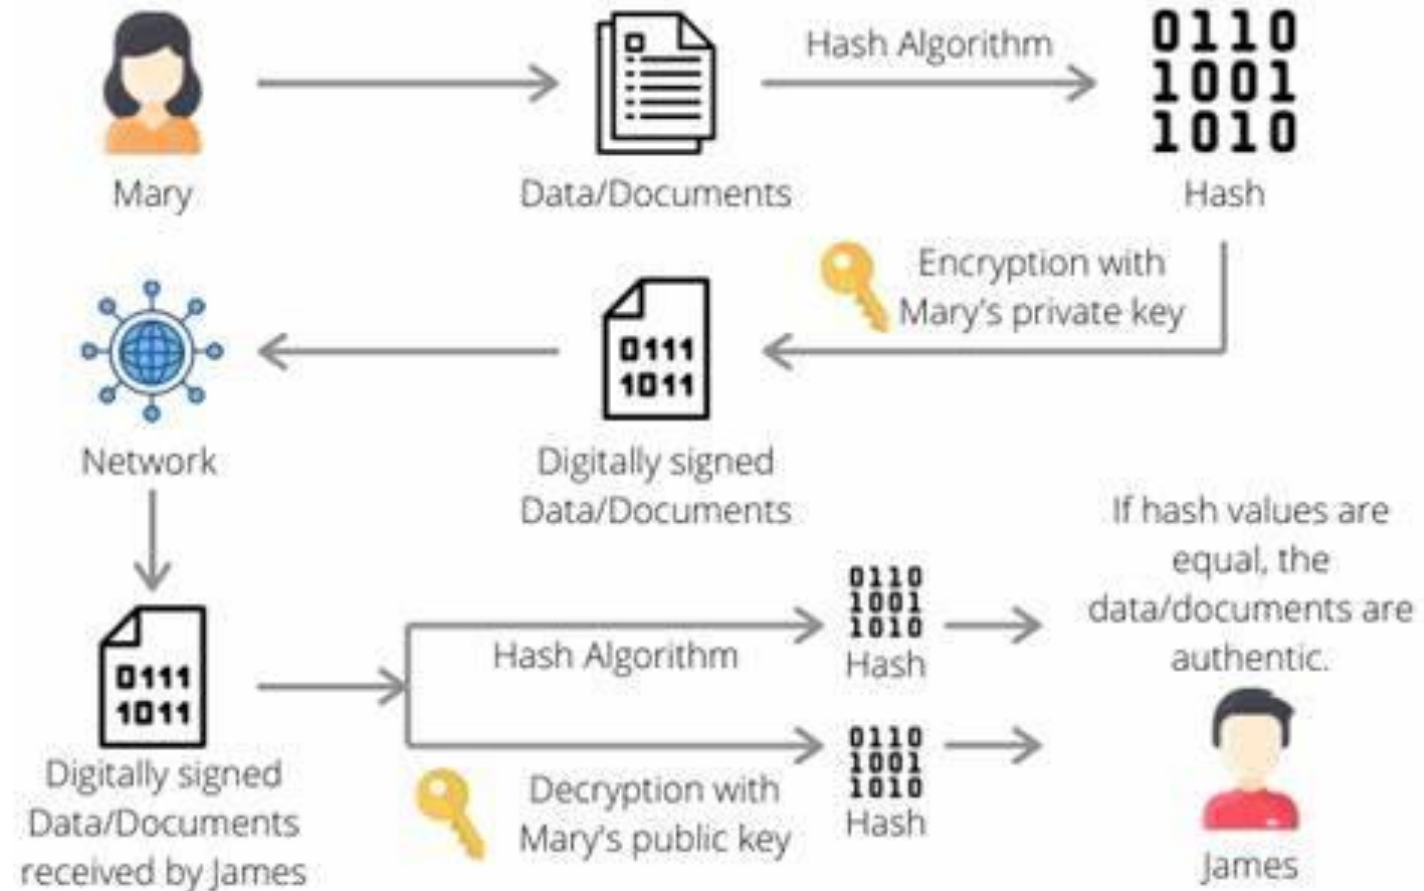 Hash Algorithm
0110
1001
1010
Mary
Data/Documents
Hash
Encryption with
Mary's private key
0111
1011
Network
Digitally signed
Data/Documents
If hash values are
equal, the
data/documents are
authentic.
0110
1001
1010
Hash Algorithm
Hash
0111
1011
0110
1001
1010
Digitally signed
Data/Documents
received by James
Decryption with
Mary's public key
Hash
James